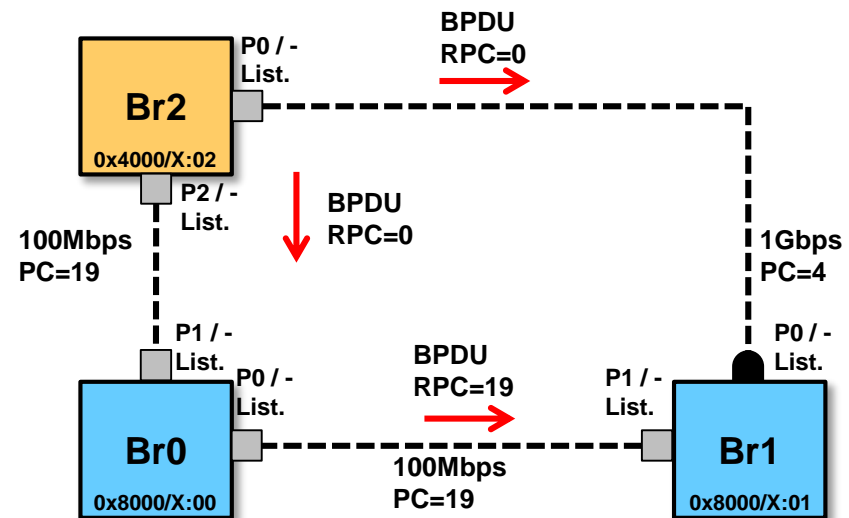 BPDU
RPC=0
P0 / -
List.
Br2
0x4000/X:02
P2 / -
List.
BPDU
RPC=0
100Mbps
PC=19
1Gbps
PC=4
P1 / -
List.
P0 / -
List.
BPDU
RPC=19
P1 / -
List.
P0 / -
List.
Br0
0x8000/X:00
100Mbps
PC=19
Br1
0x8000/X:01